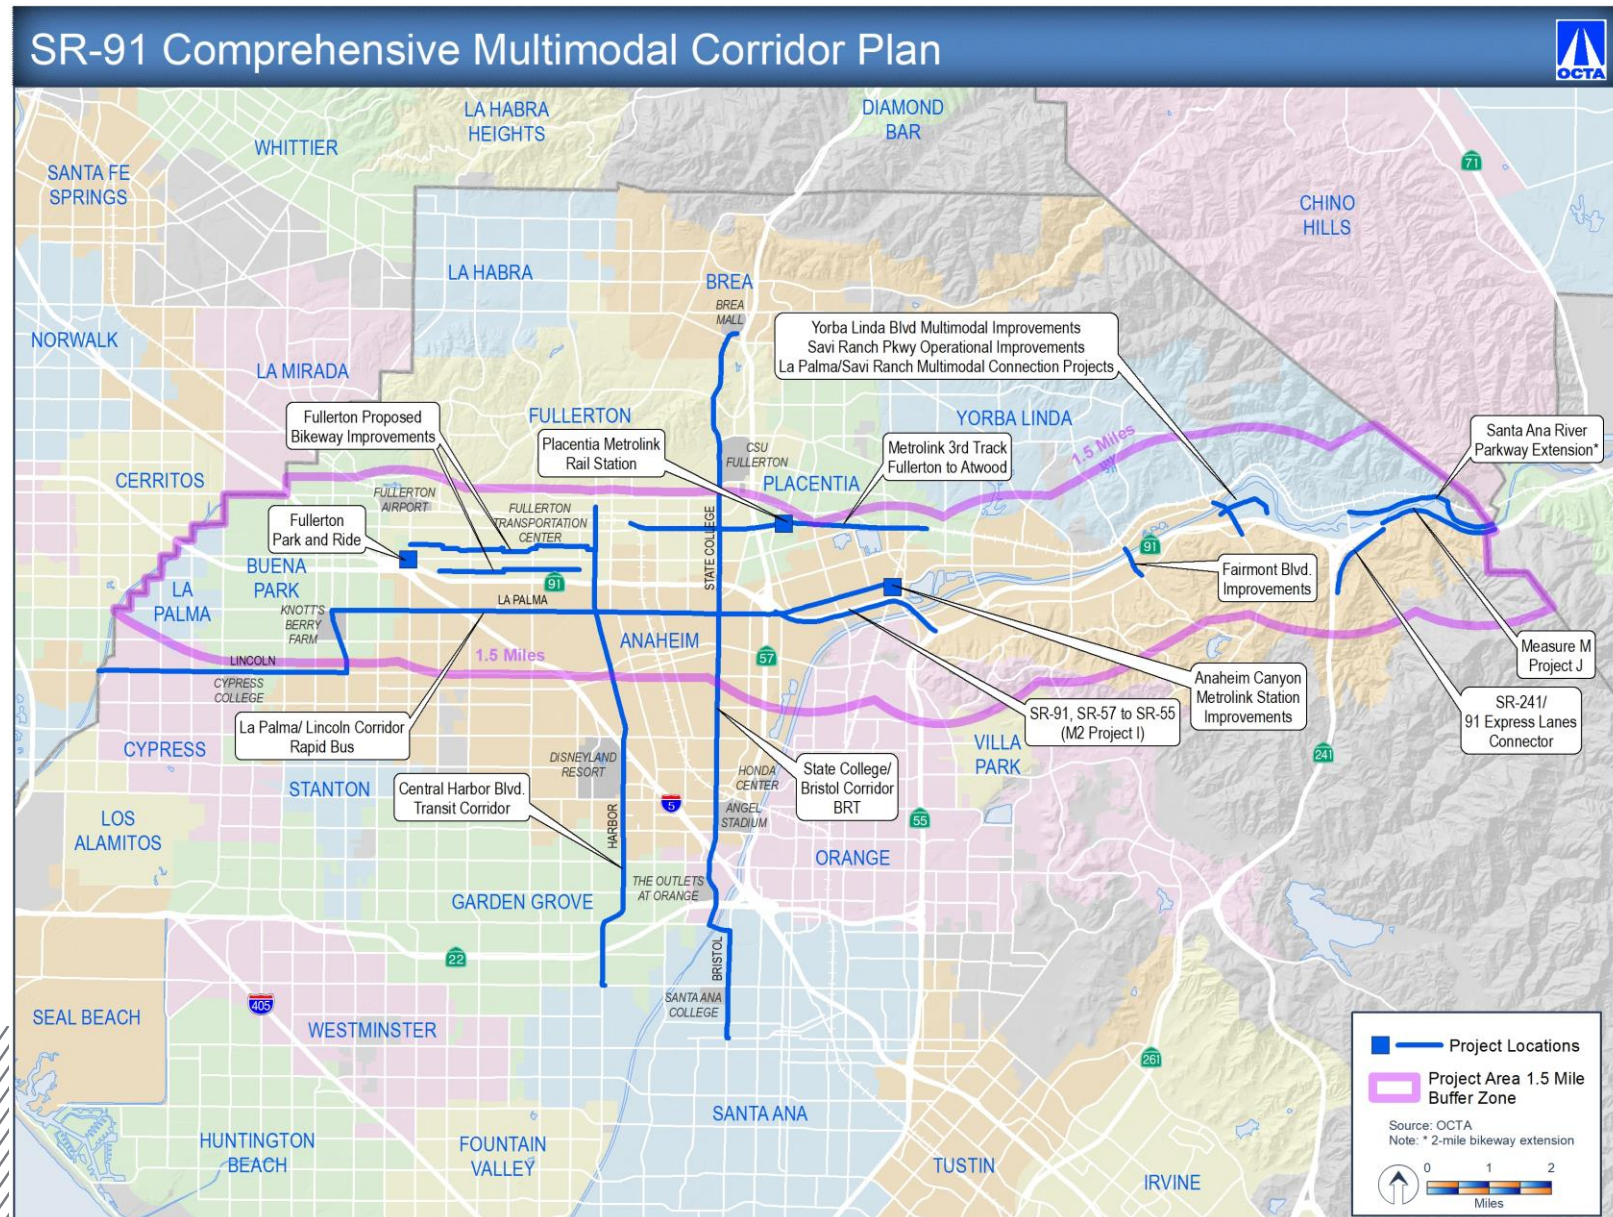 SR-91 Comprehensive Multimodal Corridor Plan
OCTA
LA HABRA
HEIGHTS
DIAMOND
BAR
WHITTIER
SANTA FE
SPRINGS
71
CHINO
HILLS
LA HABRA
BREA
BREA
MALL
NORWALK
LA MIRADA
Yorba Linda Blvd Multimodal Improvements
Savi Ranch Pkwy Operational Improvements
La Palma/Savi Ranch Multimodal Connection Projects
Fullerton Proposed
Bikeway Improvements
FULLERTON
YORBA LINDA
Placentia Metrolink
Rail Station
CSU
FULLERTON
Metrolink 3rd Track
Fullerton to Atwood
1.5 Miles
Santa Ana River
Parkway Extension*
CERRITOS
PLACENTIA
FULLERTON
AIRPORT
FULLERTON
TRANSPORTATION
CENTER
Fullerton
Park and Ride
STATE COLLEGE
91
BUENA
PARK
LA
PALMA
91
Fairmont Blvd.
Improvements
LA PALMA
KNOTT'S
BERRY
FARM
ANAHEIM
1.5 Miles
57
LINCOLN
CYPRESS
COLLEGE
Measure M
Project J
Anaheim Canyon
Metrolink Station
Improvements
SR-91, SR-57 to SR-55
(M2 Project I)
SR-241/
91 Express Lanes
Connector
La Palma/ Lincoln Corridor
Rapid Bus
CYPRESS
VILLA
PARK
241
DISNEYLAND
RESORT
HONDA
CENTER
State College/
Bristol Corridor
BRT
STANTON
Central Harbor Blvd.
Transit Corridor
5
ANGEL
STADIUM
55
HARBOR
LOS
ALAMITOS
ORANGE
THE OUTLETS
AT ORANGE
GARDEN GROVE
22
BRISTOL
405
SANTA ANA
COLLEGE
SEAL BEACH
WESTMINSTER
261
Project Locations
Project Area 1.5 Mile
Buffer Zone
SANTA ANA
Source: OCTA
Note: * 2-mile bikeway extension
HUNTINGTON
BEACH
FOUNTAIN
VALLEY
TUSTIN
IRVINE
0 1 2
Miles